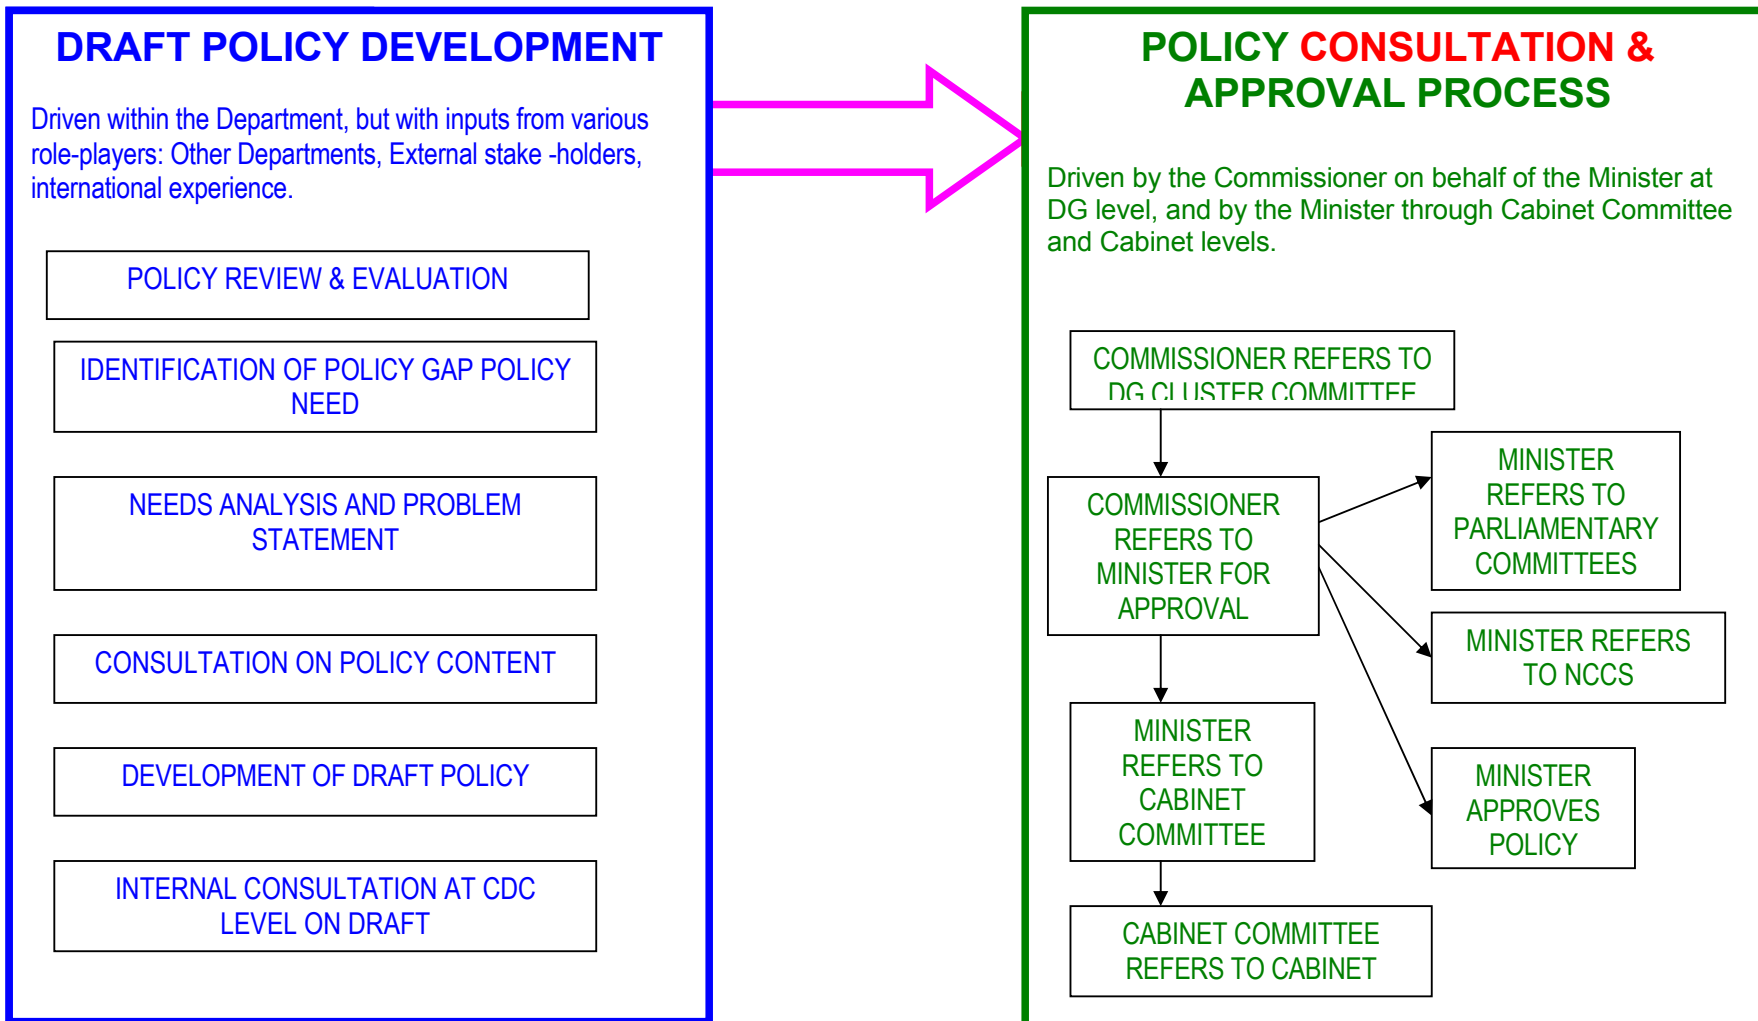 DRAFT POLICY DEVELOPMENT
Driven within the Department, but with inputs from various
role-players: Other Departments, External stake -holders,
international experience.
POLICY REVIEW & EVALUATION
IDENTIFICATION OF POLICY GAP POLICY
NEED
NEEDS ANALYSIS AND PROBLEM
STATEMENT
CONSULTATION ON POLICY CONTENT
DEVELOPMENT OF DRAFT POLICY
INTERNAL CONSULTATION AT CDC
LEVEL ON DRAFT
POLICY CONSULTATION &
APPROVAL PROCESS
Driven by the Commissioner on behalf of the Minister at
DG level, and by the Minister through Cabinet Committee
and Cabinet levels.
COMMISSIONER REFERS TO
DG CLUSTER COMMITTEE
COMMISSIONER
REFERS TO
MINISTER FOR
APPROVAL
MINISTER
REFERS TO
CABINET
COMMITTEE
CABINET COMMITTEE
REFERS TO CABINET
MINISTER
REFERS TO
PARLIAMENTARY
COMMITTEES
MINISTER REFERS
TO NCCS
MINISTER
APPROVES
POLICY